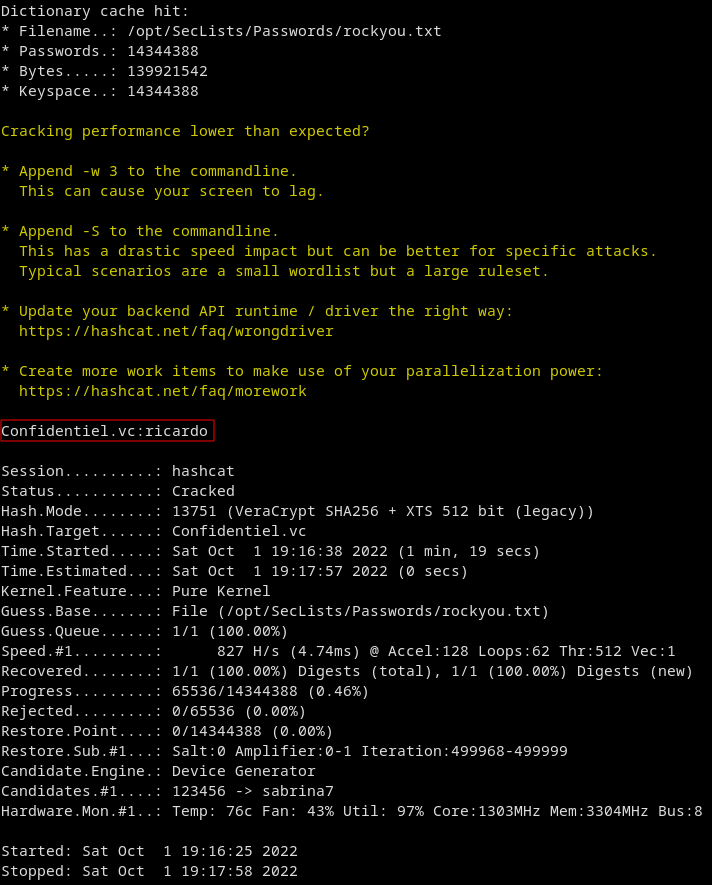 Dictionary cache hit:
* Filename..: /opt/SecLists/Passwords/rockyou.txt
* Passwords.: 14344388
* Bytes.....: 139921542
* Keyspace..: 14344388
Cracking performance lower than expected?
* Append -w 3 to the commandline.
  This can cause your screen to lag.
* Append -S to the commandline.
  This has a drastic speed impact but can be better for specific attacks.
  Typical scenarios are a small wordlist but a large ruleset.
* Update your backend API runtime / driver the right way:
  https://hashcat.net/faq/wrongdriver
* Create more work items to make use of your parallelization power:
  https://hashcat.net/faq/morework
Confidentiel.vc:ricardo
Session..........: hashcat
Status...........: Cracked
Hash.Mode........: 13751 (VeraCrypt SHA256 + XTS 512 bit (legacy))
Hash.Target......: Confidentiel.vc
Time.Started.....: Sat Oct  1 19:16:38 2022 (1 min, 19 secs)
Time.Estimated...: Sat Oct  1 19:17:57 2022 (0 secs)
Kernel.Feature...: Pure Kernel
Guess.Base.......: File (/opt/SecLists/Passwords/rockyou.txt)
Guess.Queue......: 1/1 (100.00%)
Speed.#1.........:      827 H/s (4.74ms) @ Accel:128 Loops:62 Thr:512 Vec:1
Recovered........: 1/1 (100.00%) Digests (total), 1/1 (100.00%) Digests (new)
Progress.........: 65536/14344388 (0.46%)
Rejected.........: 0/65536 (0.00%)
Restore.Point....: 0/14344388 (0.00%)
Restore.Sub.#1...: Salt:0 Amplifier:0-1 Iteration:499968-499999
Candidate.Engine.: Device Generator
Candidates.#1....: 123456 -> sabrina7
Hardware.Mon.#1..: Temp: 76c Fan: 43% Util: 97% Core:1303MHz Mem:3304MHz Bus:8
Started: Sat Oct  1 19:16:25 2022
Stopped: Sat Oct  1 19:17:58 2022